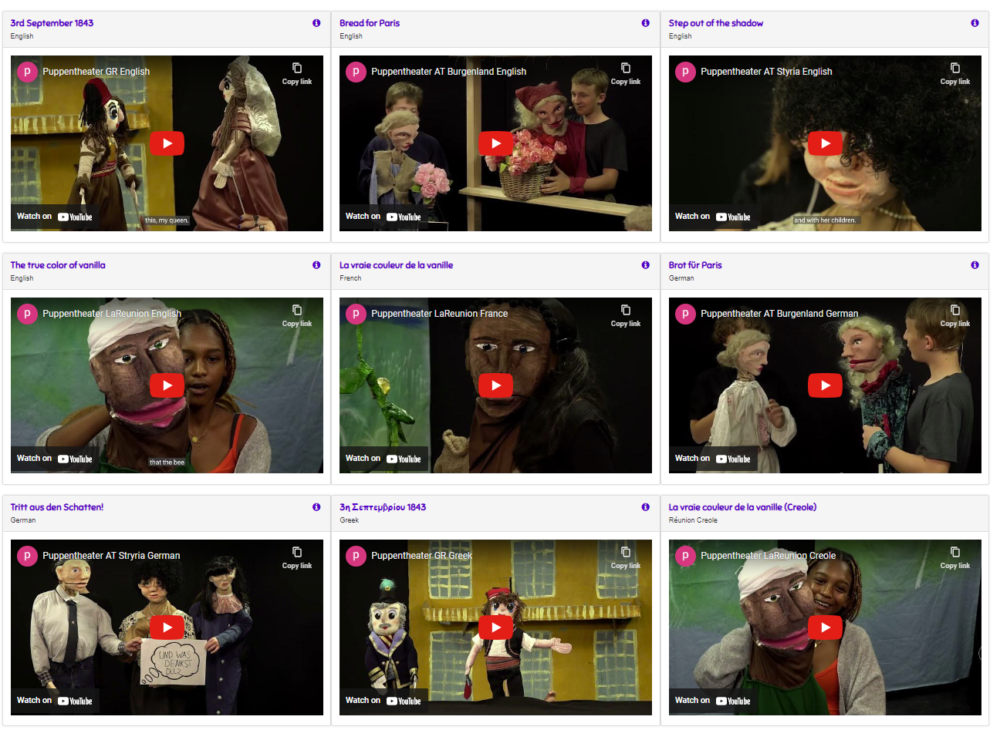 3rd September 1843
English
p
Puppentheater GR English
Copy link
this, my queen.
Watch on YouTube
Bread for Paris
English
p
Puppentheater AT Burgenland English
Copy link
Watch on YouTube
Step out of the shadow
English
p
Puppentheater AT Styria English
Copy link
and with her children.
Watch on YouTube
The true color of vanilla
English
p
Puppentheater LaReunion English
Copy link
that the bee
Watch on YouTube
La vraie couleur de la vanille
French
p
Puppentheater LaReunion France
Copy link
Watch on YouTube
Brot für Paris
German
p
Puppentheater AT Burgenland German
Copy link
Watch on YouTube
Tritt aus den Schatten!
German
p
Puppentheater AT Stryria German
Copy link
UND WAS
DENKST
DU?
Watch on YouTube
3η Σεπτεμβρίου 1843
Greek
p
Puppentheater GR Greek
Copy link
Watch on YouTube
La vraie couleur de la vanille (Creole)
Réunion Creole
p
Puppentheater LaReunion Creole
Copy link
Watch on YouTube